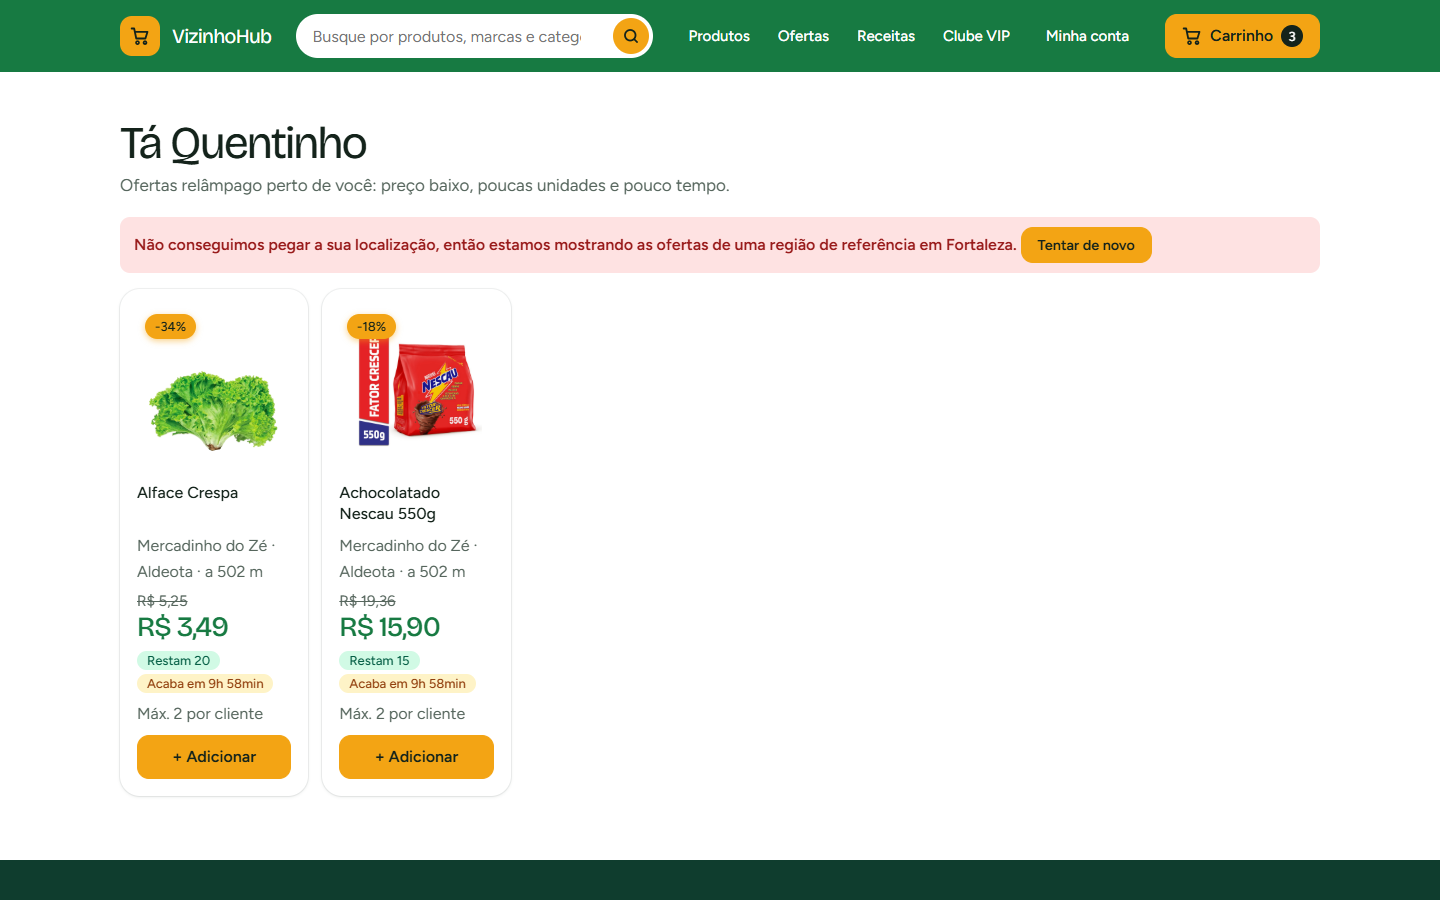 VizinhoHub
Busque por produtos, marcas e categ
Produtos
Ofertas
Receitas
Clube VIP
Minha conta
Carrinho 3
Tá Quentinho
Ofertas relâmpago perto de você: preço baixo, poucas unidades e pouco tempo.
Não conseguimos pegar a sua localização, então estamos mostrando as ofertas de uma região de referência em Fortaleza. Tentar de novo
-34%
Alface Crespa
Mercadinho do Zé ·
Aldeota · a 502 m
R$ 5,25
R$ 3,49
Restam 20
Acaba em 9h 58min
Máx. 2 por cliente
+ Adicionar
-18%
FATOR CRESCER
550g
NESCAU
550 g
Achocolatado
Nescau 550g
Mercadinho do Zé ·
Aldeota · a 502 m
R$ 19,36
R$ 15,90
Restam 15
Acaba em 9h 58min
Máx. 2 por cliente
+ Adicionar